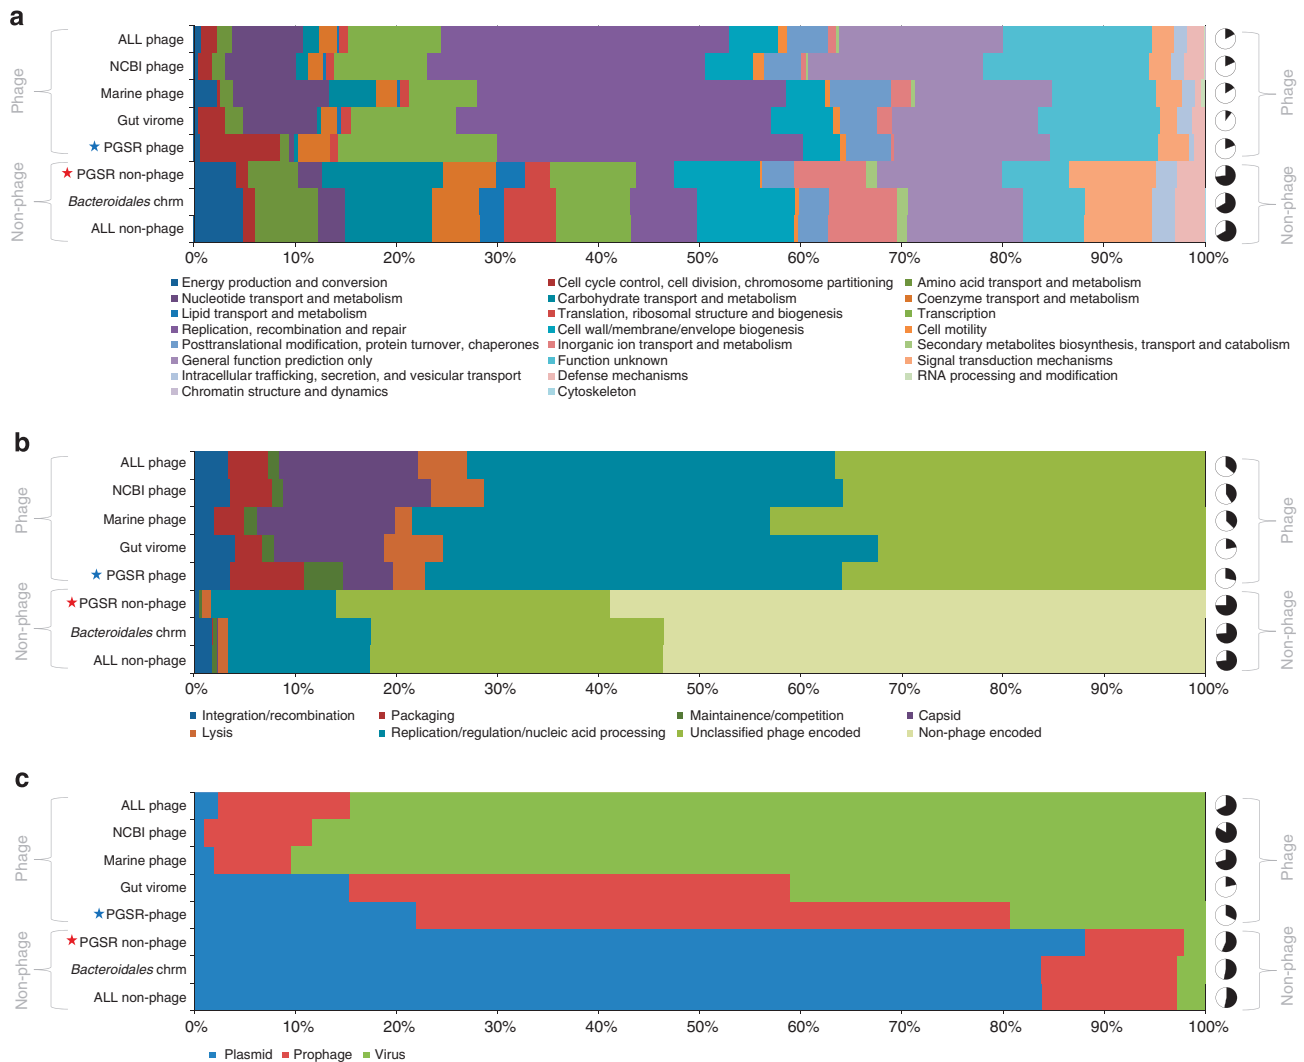 a
Phage
Non-phage
ALL phage
NCBI phage
Marine phage
Gut virome
PGSR phage
PGSR non-phage
Bacteroidales chrm
ALL non-phage
Phage
Non-phage
0% 10% 20% 30% 40% 50% 60% 70% 80% 90% 100%
Energy production and conversion Cell cycle control, cell division, chromosome partitioning Amino acid transport and metabolism
Nucleotide transport and metabolism Carbohydrate transport and metabolism Coenzyme transport and metabolism
Lipid transport and metabolism Translation, ribosomal structure and biogenesis Transcription
Replication, recombination and repair Cell wall/membrane/envelope biogenesis Cell motility
Posttranslational modification, protein turnover, chaperones Inorganic ion transport and metabolism Secondary metabolites biosynthesis, transport and catabolism
General function prediction only Function unknown Signal transduction mechanisms
Intracellular trafficking, secretion, and vesicular transport Defense mechanisms RNA processing and modification
Chromatin structure and dynamics Cytoskeleton
b
Phage
Non-phage
ALL phage
NCBI phage
Marine phage
Gut virome
PGSR phage
PGSR non-phage
Bacteroidales chrm
ALL non-phage
Phage
Non-phage
0% 10% 20% 30% 40% 50% 60% 70% 80% 90% 100%
Integration/recombination Packaging Maintainence/competition Capsid
Lysis Replication/regulation/nucleic acid processing Unclassified phage encoded Non-phage encoded
c
Phage
Non-phage
ALL phage
NCBI phage
Marine phage
Gut virome
PGSR-phage
PGSR non-phage
Bacteroidales chrm
ALL non-phage
Phage
Non-phage
0% 10% 20% 30% 40% 50% 60% 70% 80% 90% 100%
Plasmid Prophage Virus